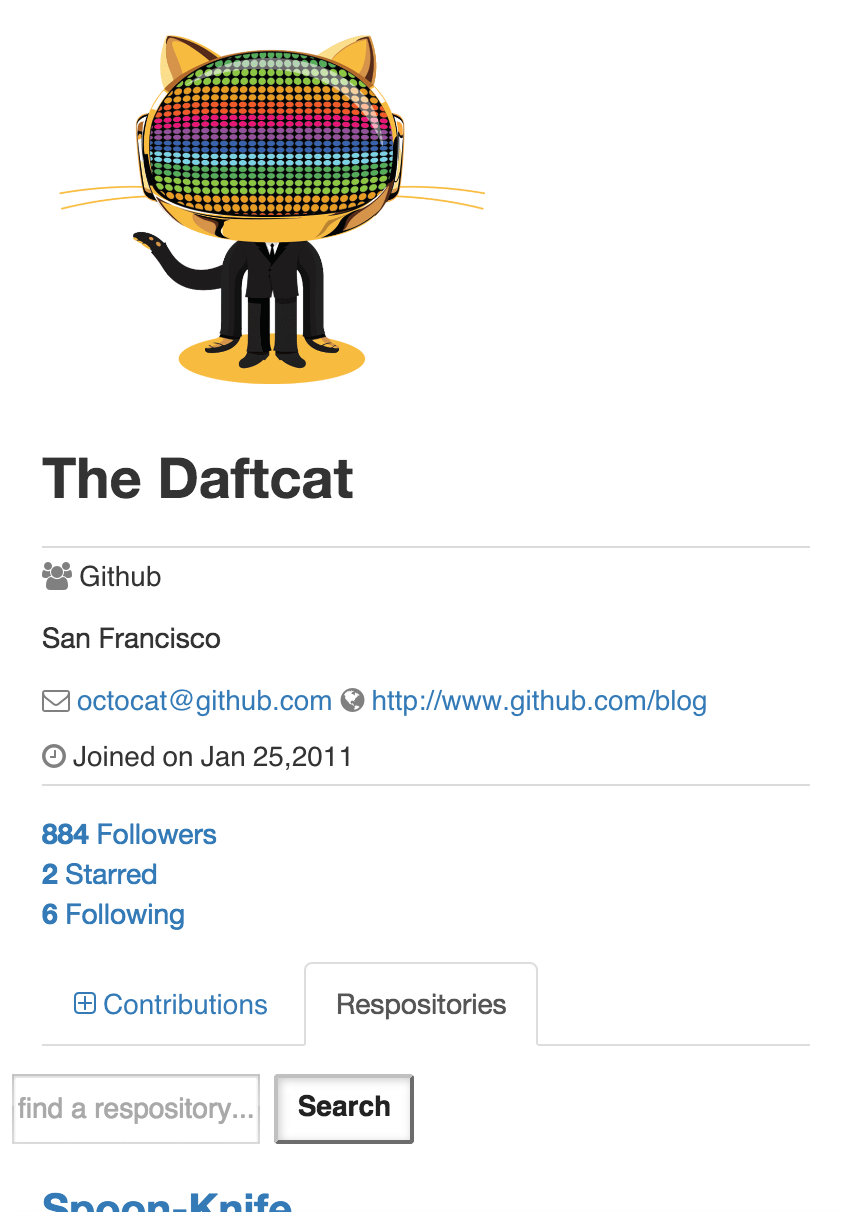 The Daftcat
Github
San Francisco
octocat@github.com http://www.github.com/blog
Joined on Jan 25,2011
884 Followers
2 Starred
6 Following
Contributions Respositories
find a respository... Search
Spoon-Knife